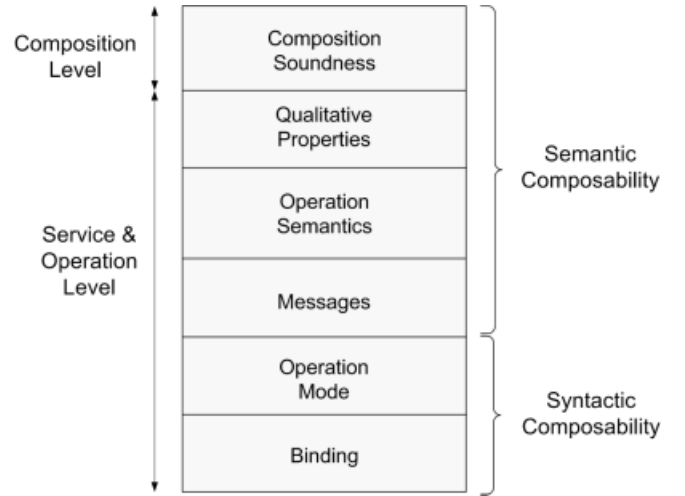 Composition
Level
Composition
Soundness
Qualitative
Properties
Semantic
Composability
Operation
Semantics
Service &
Operation
Level
Messages
Operation
Mode
Syntactic
Composability
Binding